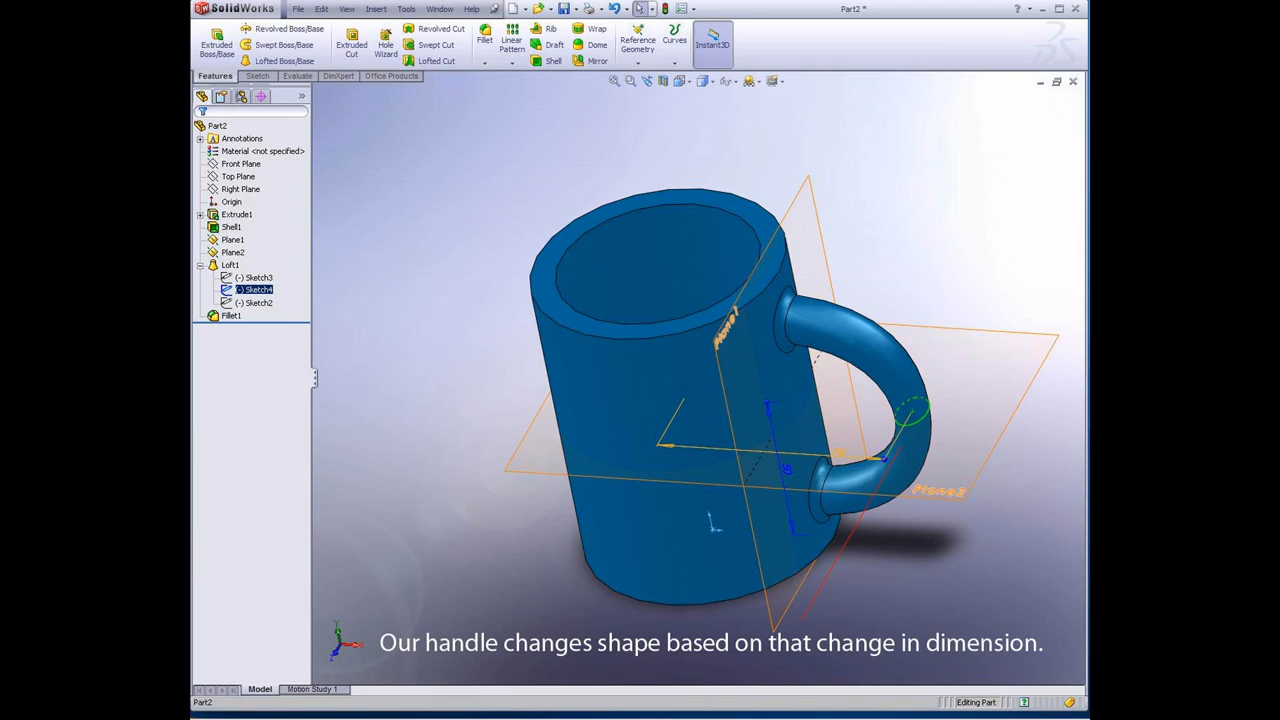 SolidWorks File Edit View Insert Tools Window Help Part2 *
Extruded Boss/Base
Revolved Boss/Base
Swept Boss/Base
Lofted Boss/Base
Extruded Cut
Hole Wizard
Revolved Cut
Swept Cut
Lofted Cut
Fillet
Linear Pattern
Rib
Draft
Shell
Wrap
Dome
Mirror
Reference Geometry
Curves
Instant3D
Features Sketch Evaluate DimXpert Office Products
Part2
Annotations
Material <not specified>
Front Plane
Top Plane
Right Plane
Origin
Extrude1
Shell1
Plane1
Plane2
Loft1
(-) Sketch3
(-) Sketch4
(-) Sketch2
Fillet1
Plane1
Plane2
Our handle changes shape based on that change in dimension.
Model Motion Study 1
Part2 Editing Part